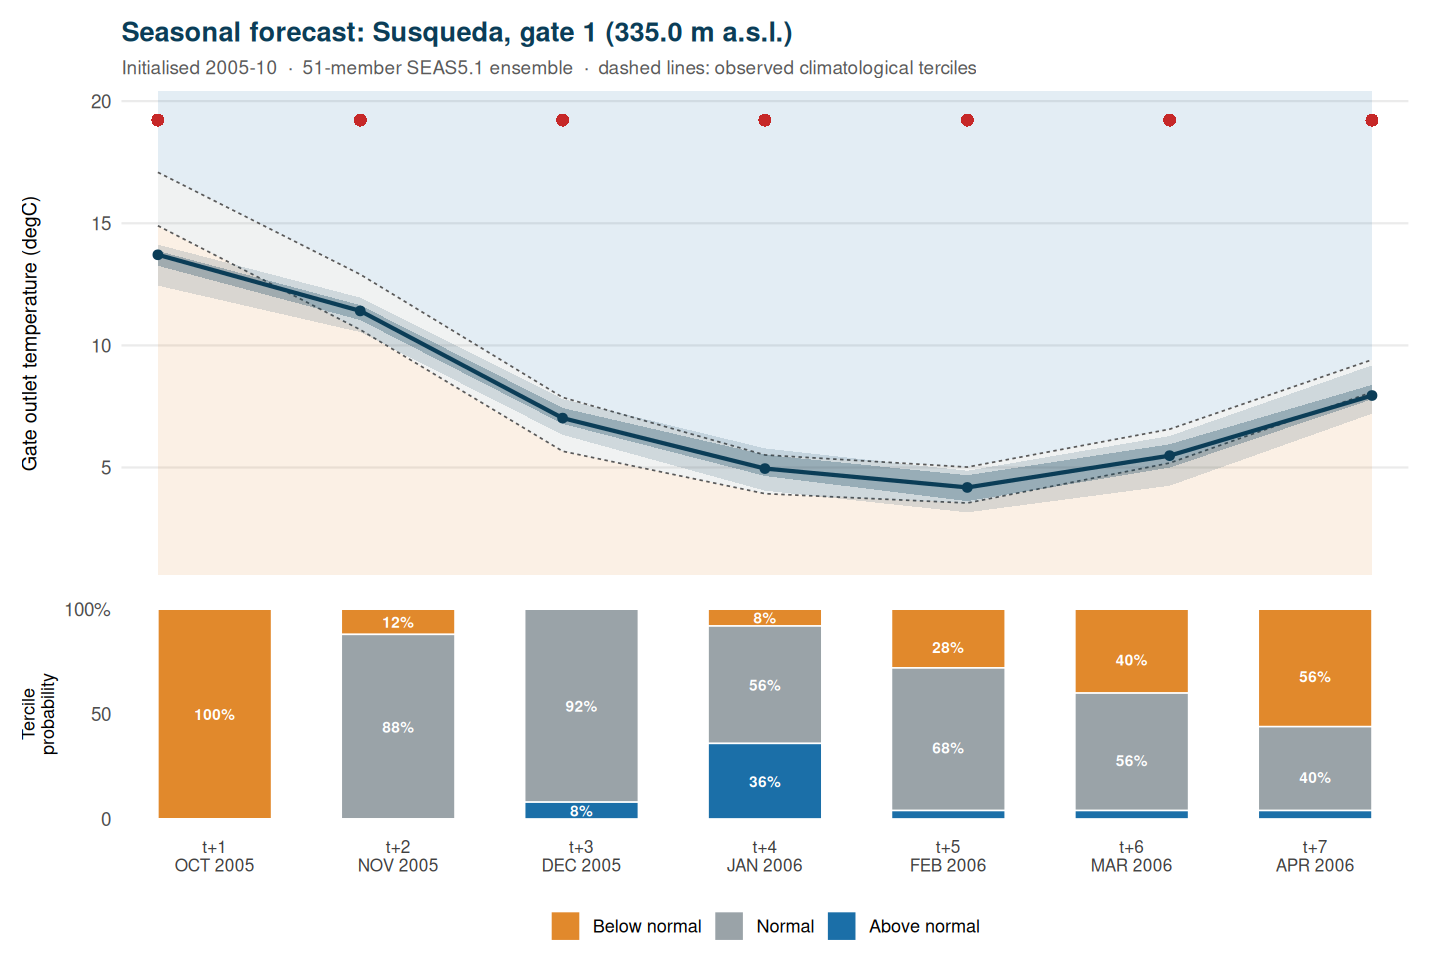 Seasonal forecast: Susqueda, gate 1 (335.0 m a.s.l.)
Initialised 2005-10 · 51-member SEAS5.1 ensemble · dashed lines: observed climatological terciles
Gate outlet temperature (degC)
20
15
10
5
Tercile
probability
100%
50
0
100%
12%
88%
92%
8%
8%
56%
36%
28%
68%
40%
56%
56%
40%
t+1
OCT 2005
t+2
NOV 2005
t+3
DEC 2005
t+4
JAN 2006
t+5
FEB 2006
t+6
MAR 2006
t+7
APR 2006
Below normal
Normal
Above normal